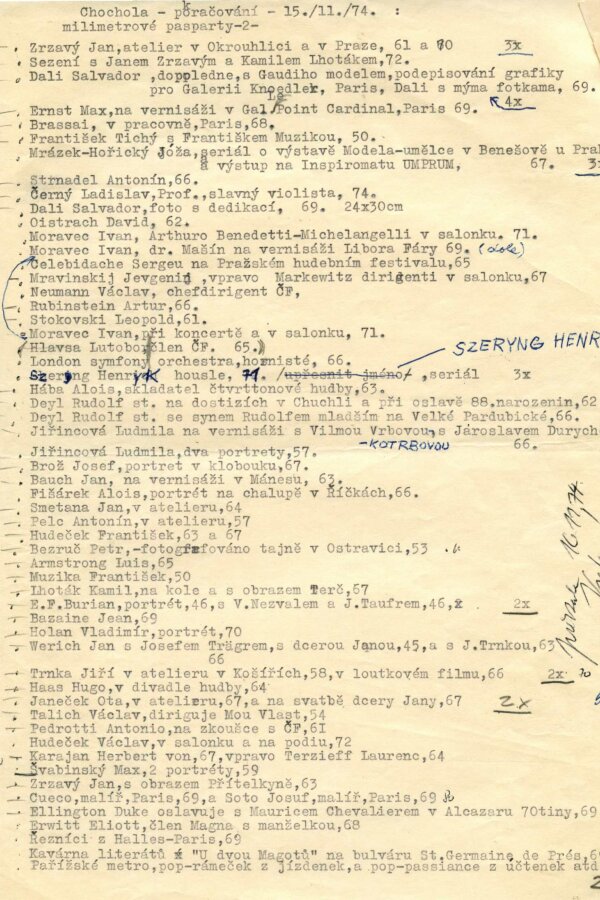 Chochola - pokračování - 15./11./74. :
milimetrové pasparty-2-
Zrzavý Jan,atelier v Okrouhlici a v Praze, 61 a 70 3x
Sezení s Janem Zrzavým a Kamilem Lhotákem,72.
Dali Salvador ,dopoledne,s Gaudiho modelem,podepisování grafiky
pro Galerii Knoedler, Paris, Dali s mýma fotkama, 69.
4x
Ernst Max,na vernisáži v Gal/Le Point Cardinal,Paris 69.
Brassai, v pracovně,Paris,68.
František Tichý s Františkem Muzikou, 50.
Mrázek-Hořický Jóža,seriál o výstavě Modela-umělce v Benešově u Pra
a výstup na Inspiromatu UMPRUM, 67. 3x
Strnadel Antonín,66.
Černý Ladislav,Prof.,slavný violista, 74.
Dali Salvador,foto s dedikací, 69. 24x30cm
Oistrach David, 62.
Moravec Ivan, Arthuro Benedetti-Michelangelli v salonku. 71.
Moravec Ivan, dr. Mašín na vernisáži Libora Fáry 69. (dole)
Celebidache Sergeu na Pražském hudebním festivalu,65
Mravinskij Jevgenij ,vpravo Markewitz dirigenti v salonku,67
Neumann Václav, chefdirigent ČF,
Rubinstein Artur,66.
Stokovski Leopold,61.
Moravec Ivan,při koncertě a v salonku, 71.
(Hlavsa Lutobor člen ČF. 65.)
London symfony orchestra,hornisté, 66.
SZERYNG HENR
Szeryng Henryk housle, 71. /upřesnit jméno/ ,seriál 3x
Hába Alois,skladatel čtvrttonové hudby,63.
Deyl Rudolf st. na dostizích v Chuchli a při oslavě 88.narozenin,62
Deyl Rudolf st. se synem Rudolfem mladším na Velké Pardubické,66.
Jiřincová Ludmila na vernisáži s Vilmou Vrbovou, s Jaroslavem Durych
-KOTRBOVOU 66.
Jiřincová Ludmila,dva portrety,57.
Brož Josef,portret v klobouku,67.
Bauch Jan, na vernisáži v Mánesu, 63.
Fišárek Alois,portrét na chalupě v Říčkách,66.
Smetana Jan,v atelieru,64
Pelc Antonín,v atelieru,57
Hudeček František,63 a 67
Bezruč Petr,-fotografováno tajně v Ostravici,53
Armstrong Luis,65
Muzika František,50
Lhoták Kamil,na kole a s obrazem Terč,67
E.F.Burian,portrét,46,s V.Nezvalem a J.Taufrem,46,x 2x
Bazaine Jean,69
Holan Vladimír,portrét,70
Werich Jan s Josefem Trägrem,s dcerou Janou,45,a s J.Trnkou,63
66
Trnka Jiří v atelieru v Košířích,58,v loutkovém filmu,66 2x
Haas Hugo,v divadle hudby,64
Janeček Ota,v atelieru,67,a na svatbě dcery Jany,67 2x
Talich Václav,diriguje Mou Vlast,54
Pedrotti Antonio,na zkoušce s ČF,6I
Hudeček Václav,v salonku a na podiu,72
Karajan Herbert von,67,vpravo Terzieff Laurenc,64
Švabinský Max,2 portréty,59
Zrzavý Jan,s obrazem Přítelkyně,63
Cueco,malíř,Paris,69,a Soto Josuf,malíř,Paris,69
Ellington Duke oslavuje s Mauricem Chevalierem v Alcazaru 70tiny,69
Erwitt Eliott,člen Magna s manželkou,68
Řezníci z Halles-Paris,69
Kavárna literátů x "U dvou Magotů" na bulváru St.Germaine de Prés,6
Pařížské metro,pop-rámeček z jízdenek,a pop-passiance z účtenek atd